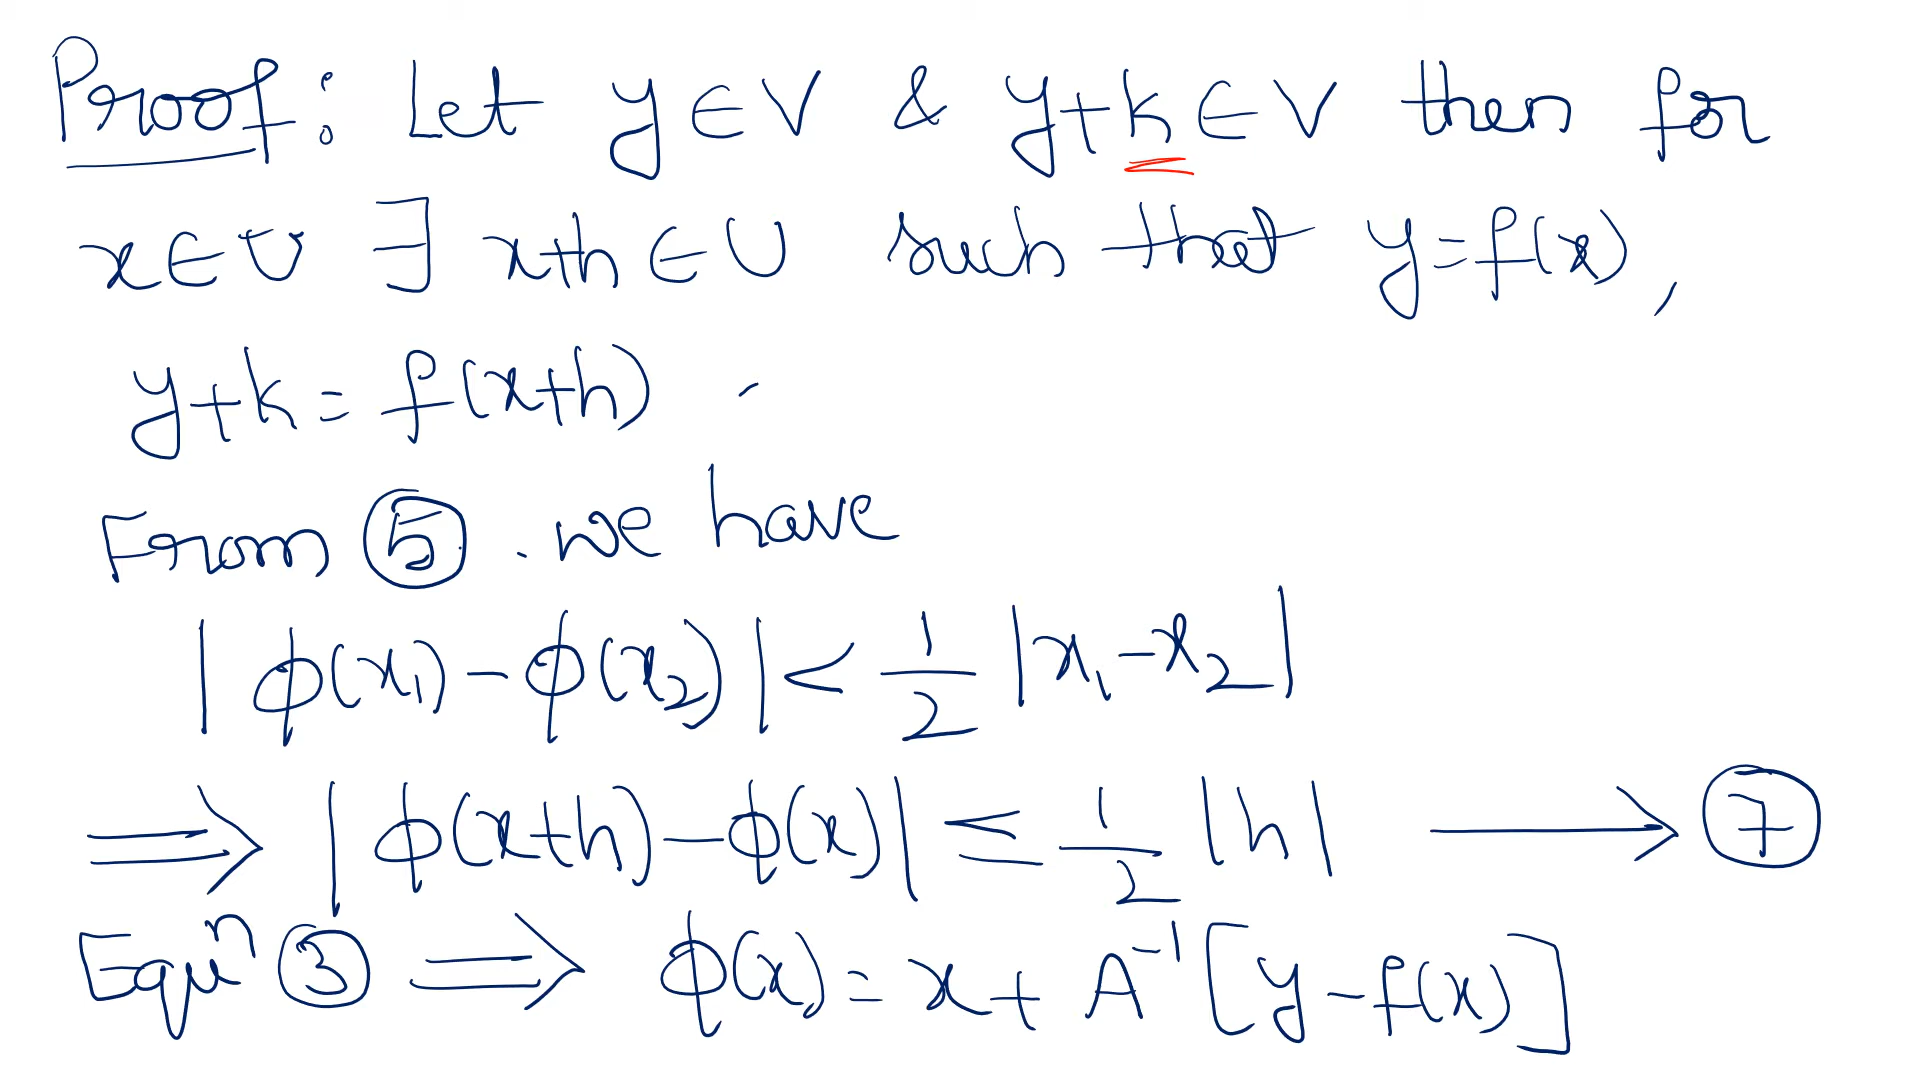 Proof: Let y ∈ V & y+k ∈ V then for
x ∈ U ∃ x+h ∈ U such that y = f(x),
y+k = f(x+h) .
From ⑤ . we have
| ϕ(x₁) - ϕ(x₂) | < 1/2 | x₁ - x₂ |
⟹ | ϕ(x+h) - ϕ(x) | ≤ 1/2 |h| ⟶ ⑦
Equⁿ ③ ⟹ ϕ(x) = x + A⁻¹ [y - f(x)]